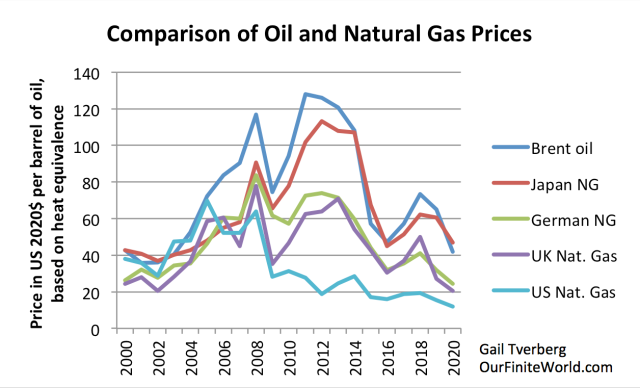 Comparison of Oil and Natural Gas Prices
Price in US 2020$ per barrel of oil,
based on heat equivalence
140
120
100
80
60
40
20
0
2000
2002
2004
2006
2008
2010
2012
2014
2016
2018
2020
Brent oil
Japan NG
German NG
UK Nat. Gas
US Nat. Gas
Gail Tverberg
OurFiniteWorld.com